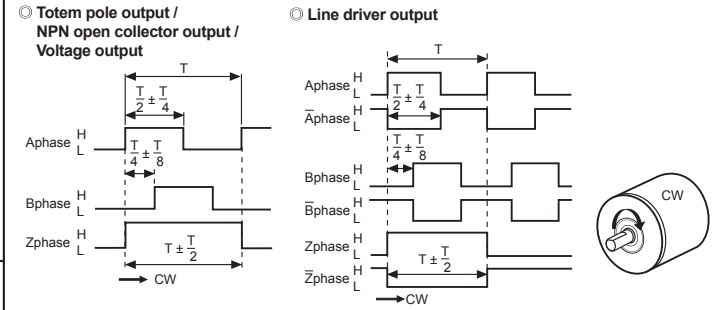 ◎ Totem pole output /
NPN open collector output /
Voltage output
T
T/2 ± T/4
Aphase H
L
T/4 ± T/8
Bphase H
L
Zphase H
L
T ± T/2
CW
◎ Line driver output
T
Aphase H
L
T/2 ± T/4
A̅phase H
L
T/4 ± T/8
Bphase H
L
B̅phase H
L
Zphase H
L
T ± T/2
Z̅phase H
L
CW
CW